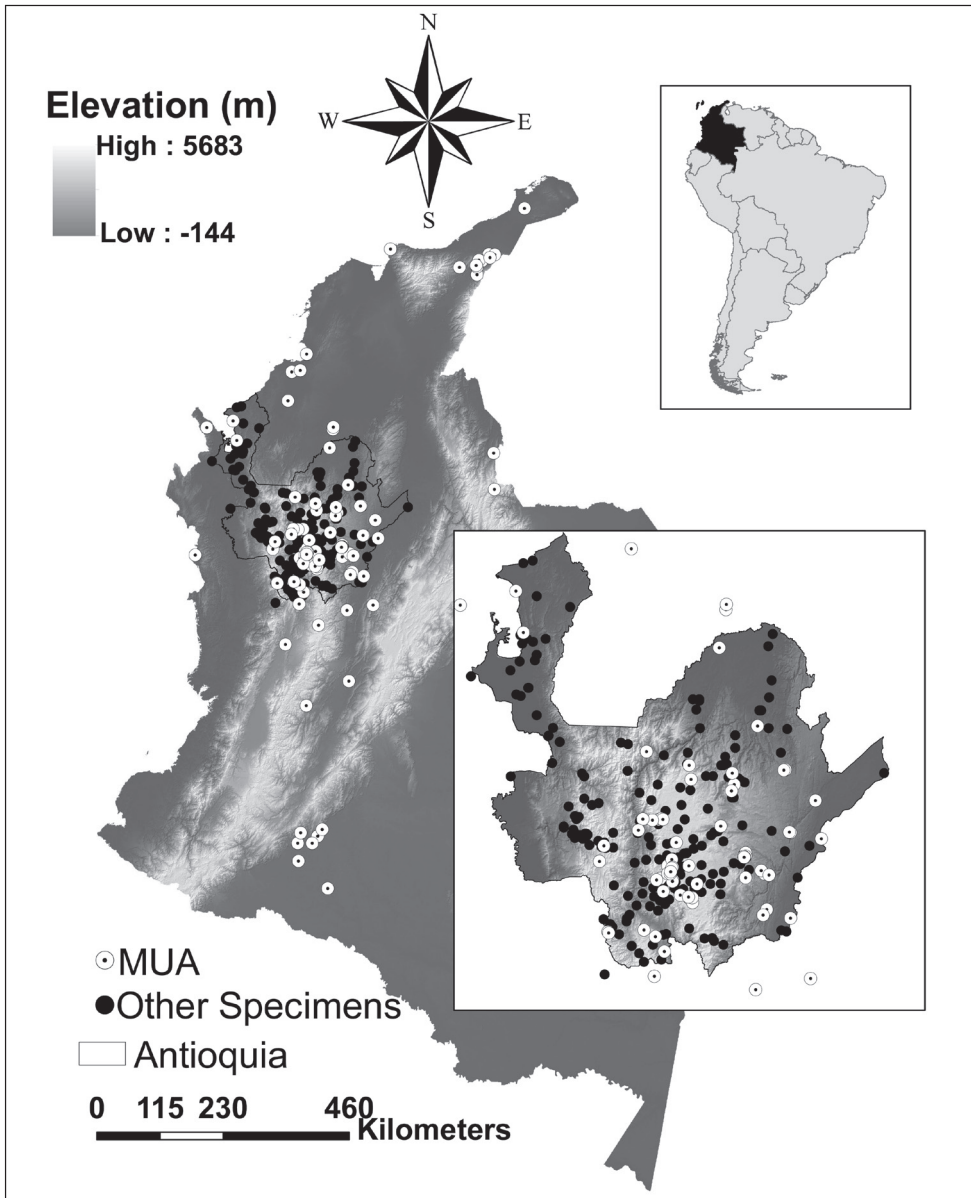 N
W E
S
Elevation (m)
High : 5683
Low : -144
MUA
Other Specimens
Antioquia
0 115 230 460
Kilometers